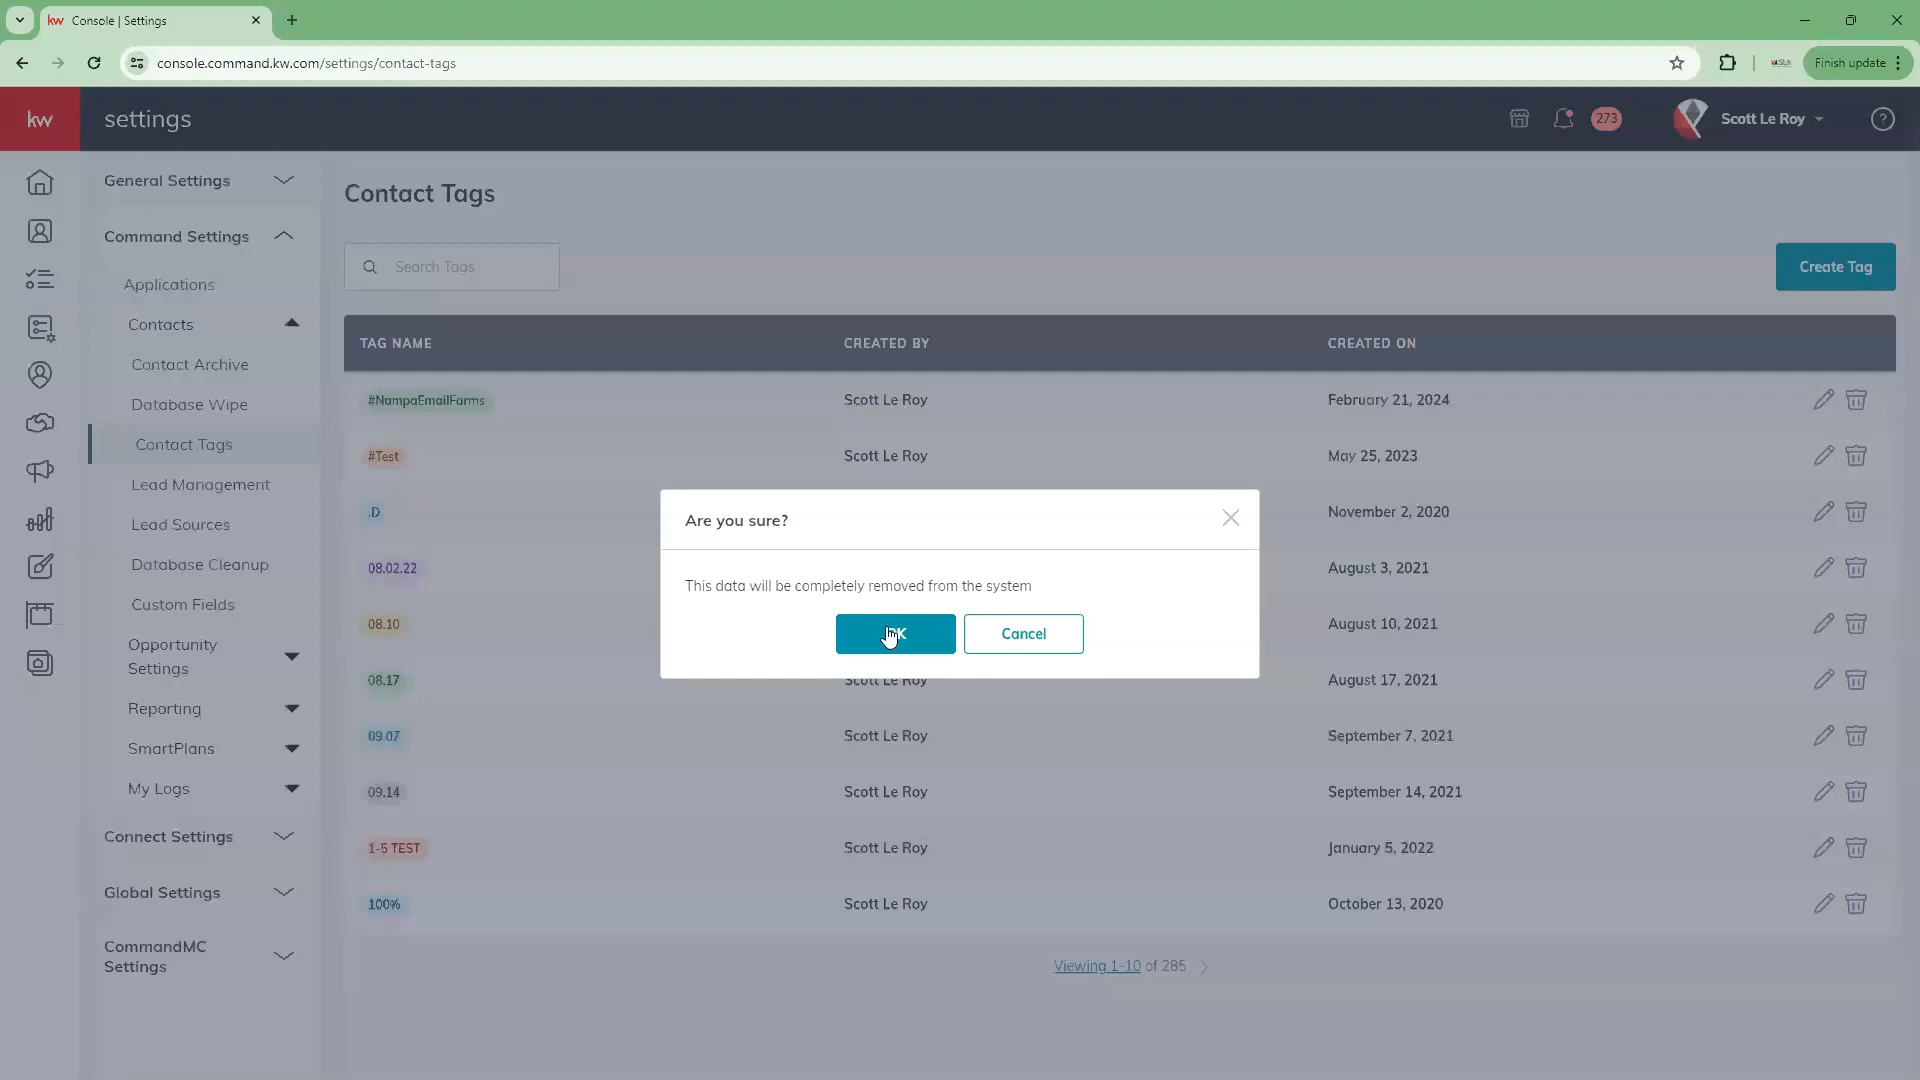 kw Console | Settings
console.command.kw.com/settings/contact-tags
Finish update
kw settings 273 Scott Le Roy
General Settings
Command Settings
Applications
Contacts
Contact Archive
Database Wipe
Contact Tags
Lead Management
Lead Sources
Database Cleanup
Custom Fields
Opportunity
Settings
Reporting
SmartPlans
My Logs
Connect Settings
Global Settings
CommandMC
Settings
Contact Tags
Search Tags
Create Tag
TAG NAME CREATED BY CREATED ON
#NampaEmailFarms Scott Le Roy February 21, 2024
#Test Scott Le Roy May 25, 2023
.D November 2, 2020
08.02.22 August 3, 2021
08.10 August 10, 2021
08.17 Scott Le Roy August 17, 2021
09.07 Scott Le Roy September 7, 2021
09.14 Scott Le Roy September 14, 2021
1-5 TEST Scott Le Roy January 5, 2022
100% Scott Le Roy October 13, 2020
Viewing 1-10 of 285
Are you sure?
This data will be completely removed from the system
OK Cancel